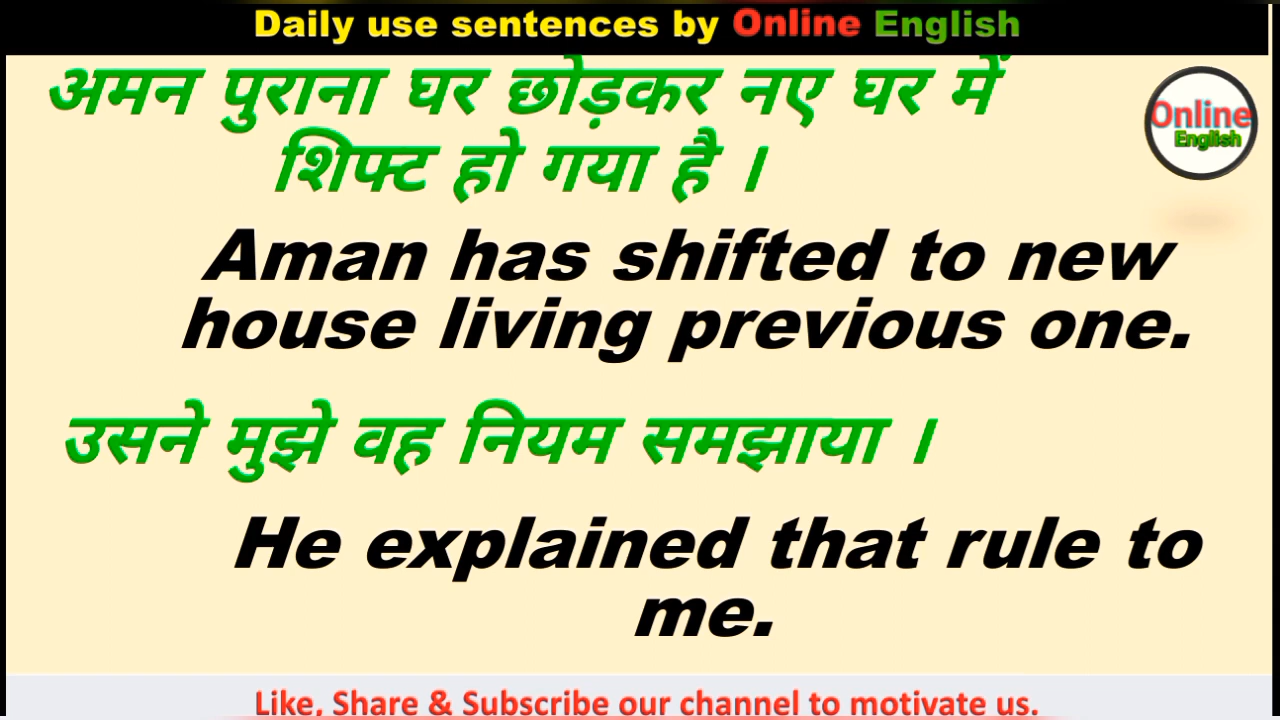 Daily use sentences by Online English
अमन पुराना घर छोड़कर नए घर में
शिफ्ट हो गया है ।
Online
English
Aman has shifted to new
house living previous one.
उसने मुझे वह नियम समझाया ।
He explained that rule to
me.
Like, Share & Subscribe our channel to motivate us.